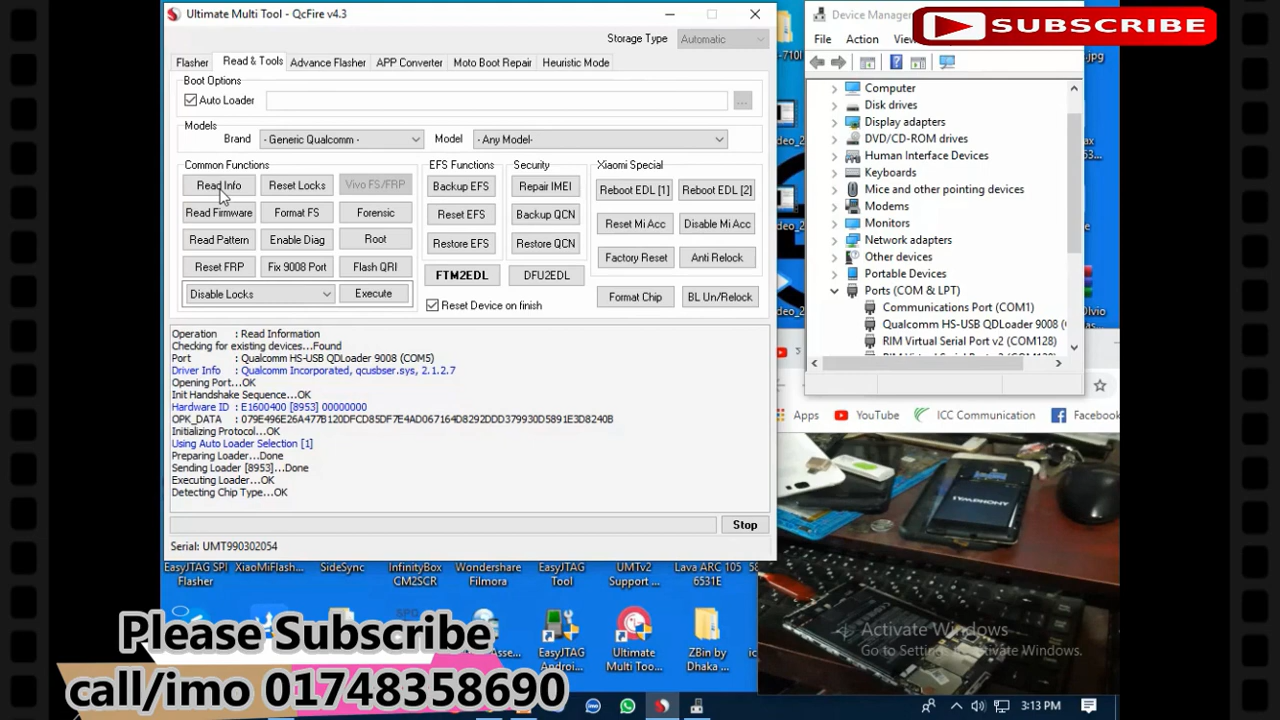 Ultimate Multi Tool - QcFire v4.3
Storage Type Automatic
Flasher Read & Tools Advance Flasher APP Converter Moto Boot Repair Heuristic Mode
Boot Options
Auto Loader ...
Models
Brand - Generic Qualcomm - Model - Any Model-
Common Functions EFS Functions Security Xiaomi Special
Read Info Reset Locks Vivo FS/FRP Backup EFS Repair IMEI Reboot EDL [1] Reboot EDL [2]
Read Firmware Format FS Forensic Reset EFS Backup QCN Reset Mi Acc Disable Mi Acc
Read Pattern Enable Diag Root Restore EFS Restore QCN Factory Reset Anti Relock
Reset FRP Fix 9008 Port Flash QRI FTM2EDL DFU2EDL
Disable Locks Execute Reset Device on finish Format Chip BL Un/Relock
Operation : Read Information
Checking for existing devices...Found
Port : Qualcomm HS-USB QDLoader 9008 (COM5)
Driver Info : Qualcomm Incorporated, qcusbser.sys, 2.1.2.7
Opening Port...OK
Init Handshake Sequence...OK
Hardware ID : E1600400 [8953] 00000000
OPK_DATA : 079E496E26A477B120DFCD85DF7E4AD067164D8292DDD379930D5891E3D8240B
Initializing Protocol...OK
Using Auto Loader Selection [1]
Preparing Loader...Done
Sending Loader [8953]...Done
Executing Loader...OK
Detecting Chip Type...OK
Stop
Serial: UMT990302054
Device Manager
SUBSCRIBE
File Action View
Computer
Disk drives
Display adapters
DVD/CD-ROM drives
Human Interface Devices
Keyboards
Mice and other pointing devices
Modems
Monitors
Network adapters
Other devices
Portable Devices
Ports (COM & LPT)
Communications Port (COM1)
Qualcomm HS-USB QDLoader 9008 (
RIM Virtual Serial Port v2 (COM128)
Apps YouTube ICC Communication Facebook
SYMPHONY
EasyJTAG SPI Flasher
XiaoMiFlash...
SideSync
InfinityBox CM2SCR
Wondershare Filmora
EasyJTAG Tool
UMTv2 Support ...
Lava ARC 105 6531E
EasyJTAG Androi...
Ultimate Multi Too...
ZBin by Dhaka ...
Activate Windows
Go to Settings to activate Windows.
Please Subscribe
call/imo 01748358690
3:13 PM